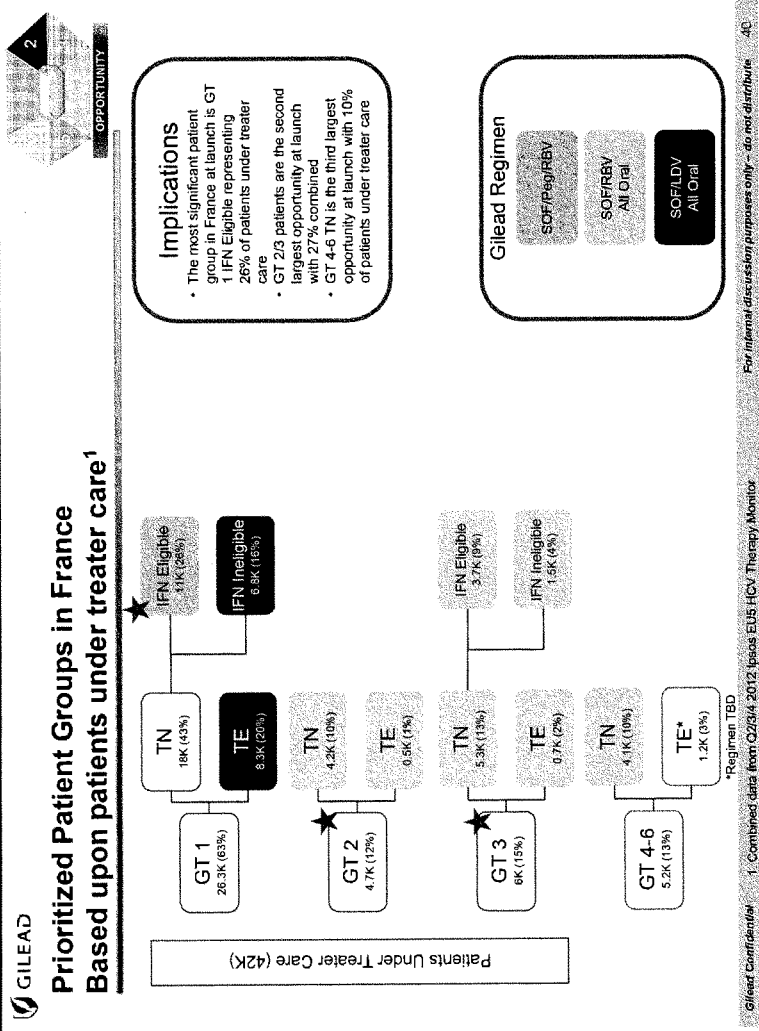 GILEAD
Prioritized Patient Groups in France
Based upon patients under treater care¹
2
OPPORTUNITY
Patients Under Treater Care (42K)
GT 1
26.3K (63%)
TN
18K (43%)
IFN Eligible
11K (26%)
IFN Ineligible
6.8K (16%)
TE
8.3K (20%)
GT 2
4.7K (12%)
TN
4.2K (10%)
TE
0.5K (1%)
GT 3
6K (15%)
TN
5.3K (13%)
IFN Eligible
3.7K (9%)
IFN Ineligible
1.5K (4%)
TE
0.7K (2%)
GT 4-6
5.2K (13%)
TN
4.1K (10%)
TE*
1.2K (3%)
*Regimen TBD
Implications
• The most significant patient
group in France at launch is GT
1 IFN Eligible representing
26% of patients under treater
care
• GT 2/3 patients are the second
largest opportunity at launch
with 27% combined
• GT 4-6 TN is the third largest
opportunity at launch with 10%
of patients under treater care
Gilead Regimen
SOF/Peg/RBV
SOF/RBV
All Oral
SOF/LDV
All Oral
Gilead Confidential
1. Combined data from Q2/3/4 2012 Ipsos EU5 HCV Therapy Monitor
For internal discussion purposes only – do not distribute
40